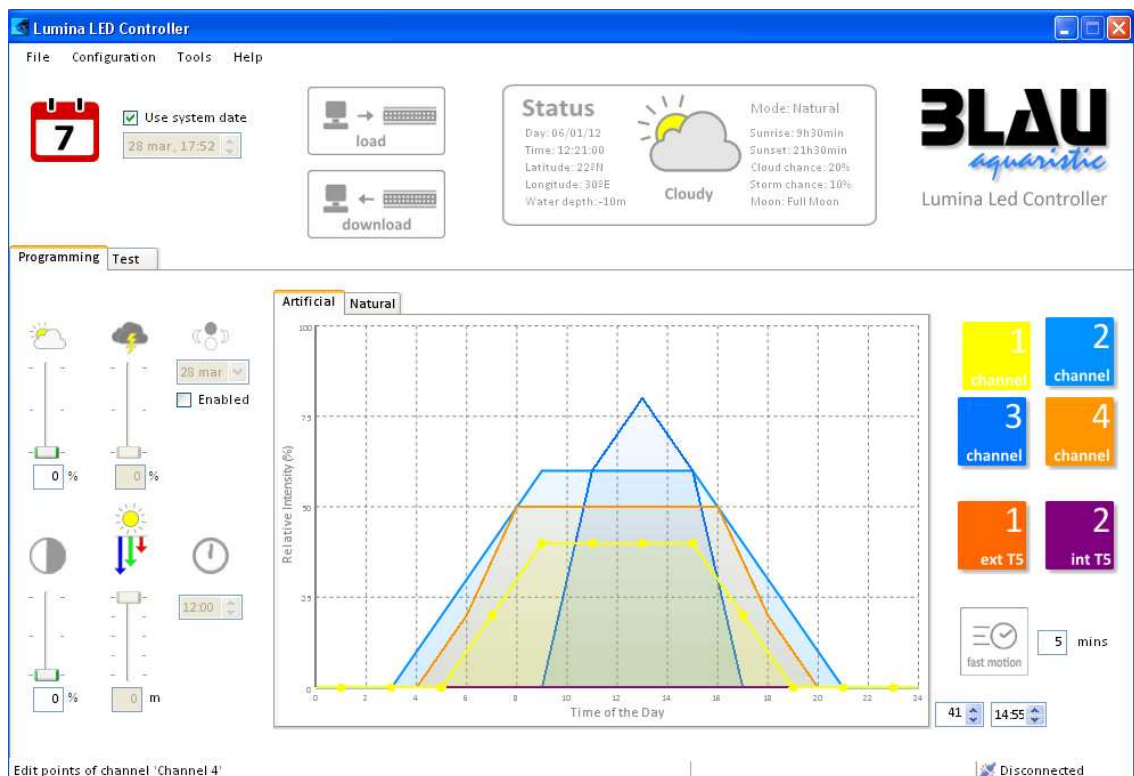 Lumina LED Controller
File Configuration Tools Help
7
Use system date
28 mar, 17:52
load
download
Status
Day: 06/01/12
Time: 12:21:00
Latitude: 22ºN
Longitude: 30ºE
Water depth:-10m
Cloudy
Mode: Natural
Sunrise: 9h30min
Sunset: 21h30min
Cloud chance: 20%
Storm chance: 10%
Moon: Full Moon
BLAU
aquaristic
Lumina Led Controller
Programming Test
28 mar
Enabled
0 % 0 %
12:00
0 % 0 m
Artificial Natural
Relative Intensity (%)
100
75
50
25
0
0 2 4 6 8 10 12 14 16 18 20 22 24
Time of the Day
1
channel
2
channel
3
channel
4
channel
1
ext T5
2
int T5
fast motion
5 mins
41 14:55
Edit points of channel 'Channel 4'
Disconnected